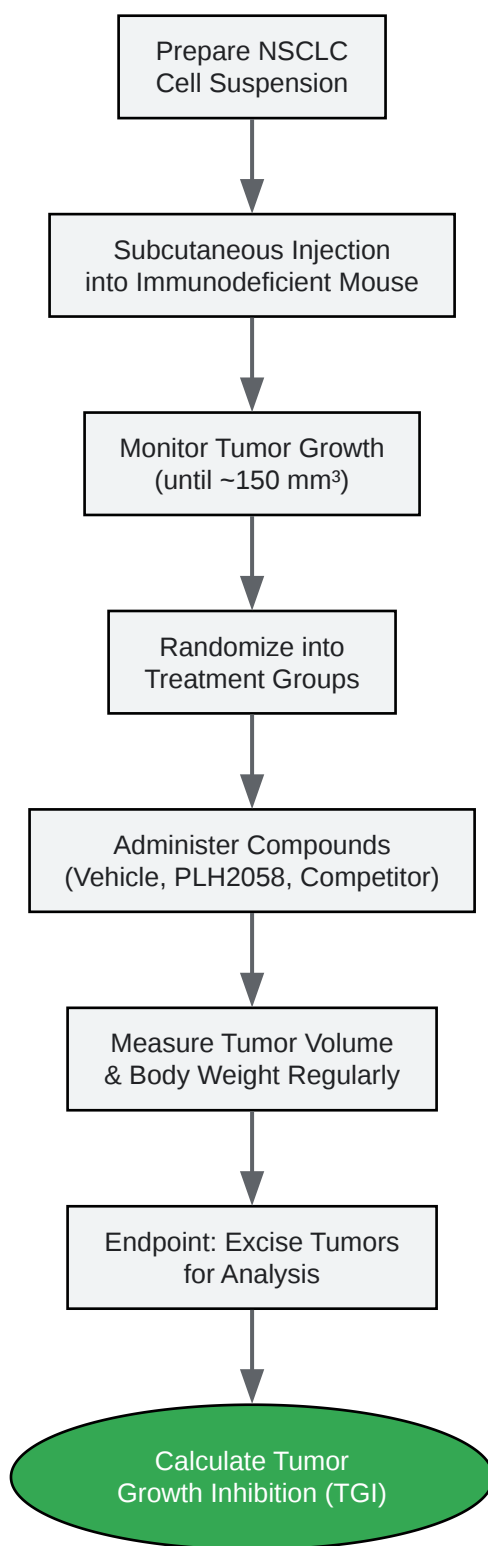 Prepare NSCLC
Cell Suspension
Subcutaneous Injection
into Immunodeficient Mouse
Monitor Tumor Growth
(until ~150 mm³)
Randomize into
Treatment Groups
Administer Compounds
(Vehicle, PLH2058, Competitor)
Measure Tumor Volume
& Body Weight Regularly
Endpoint: Excise Tumors
for Analysis
Calculate Tumor
Growth Inhibition (TGI)